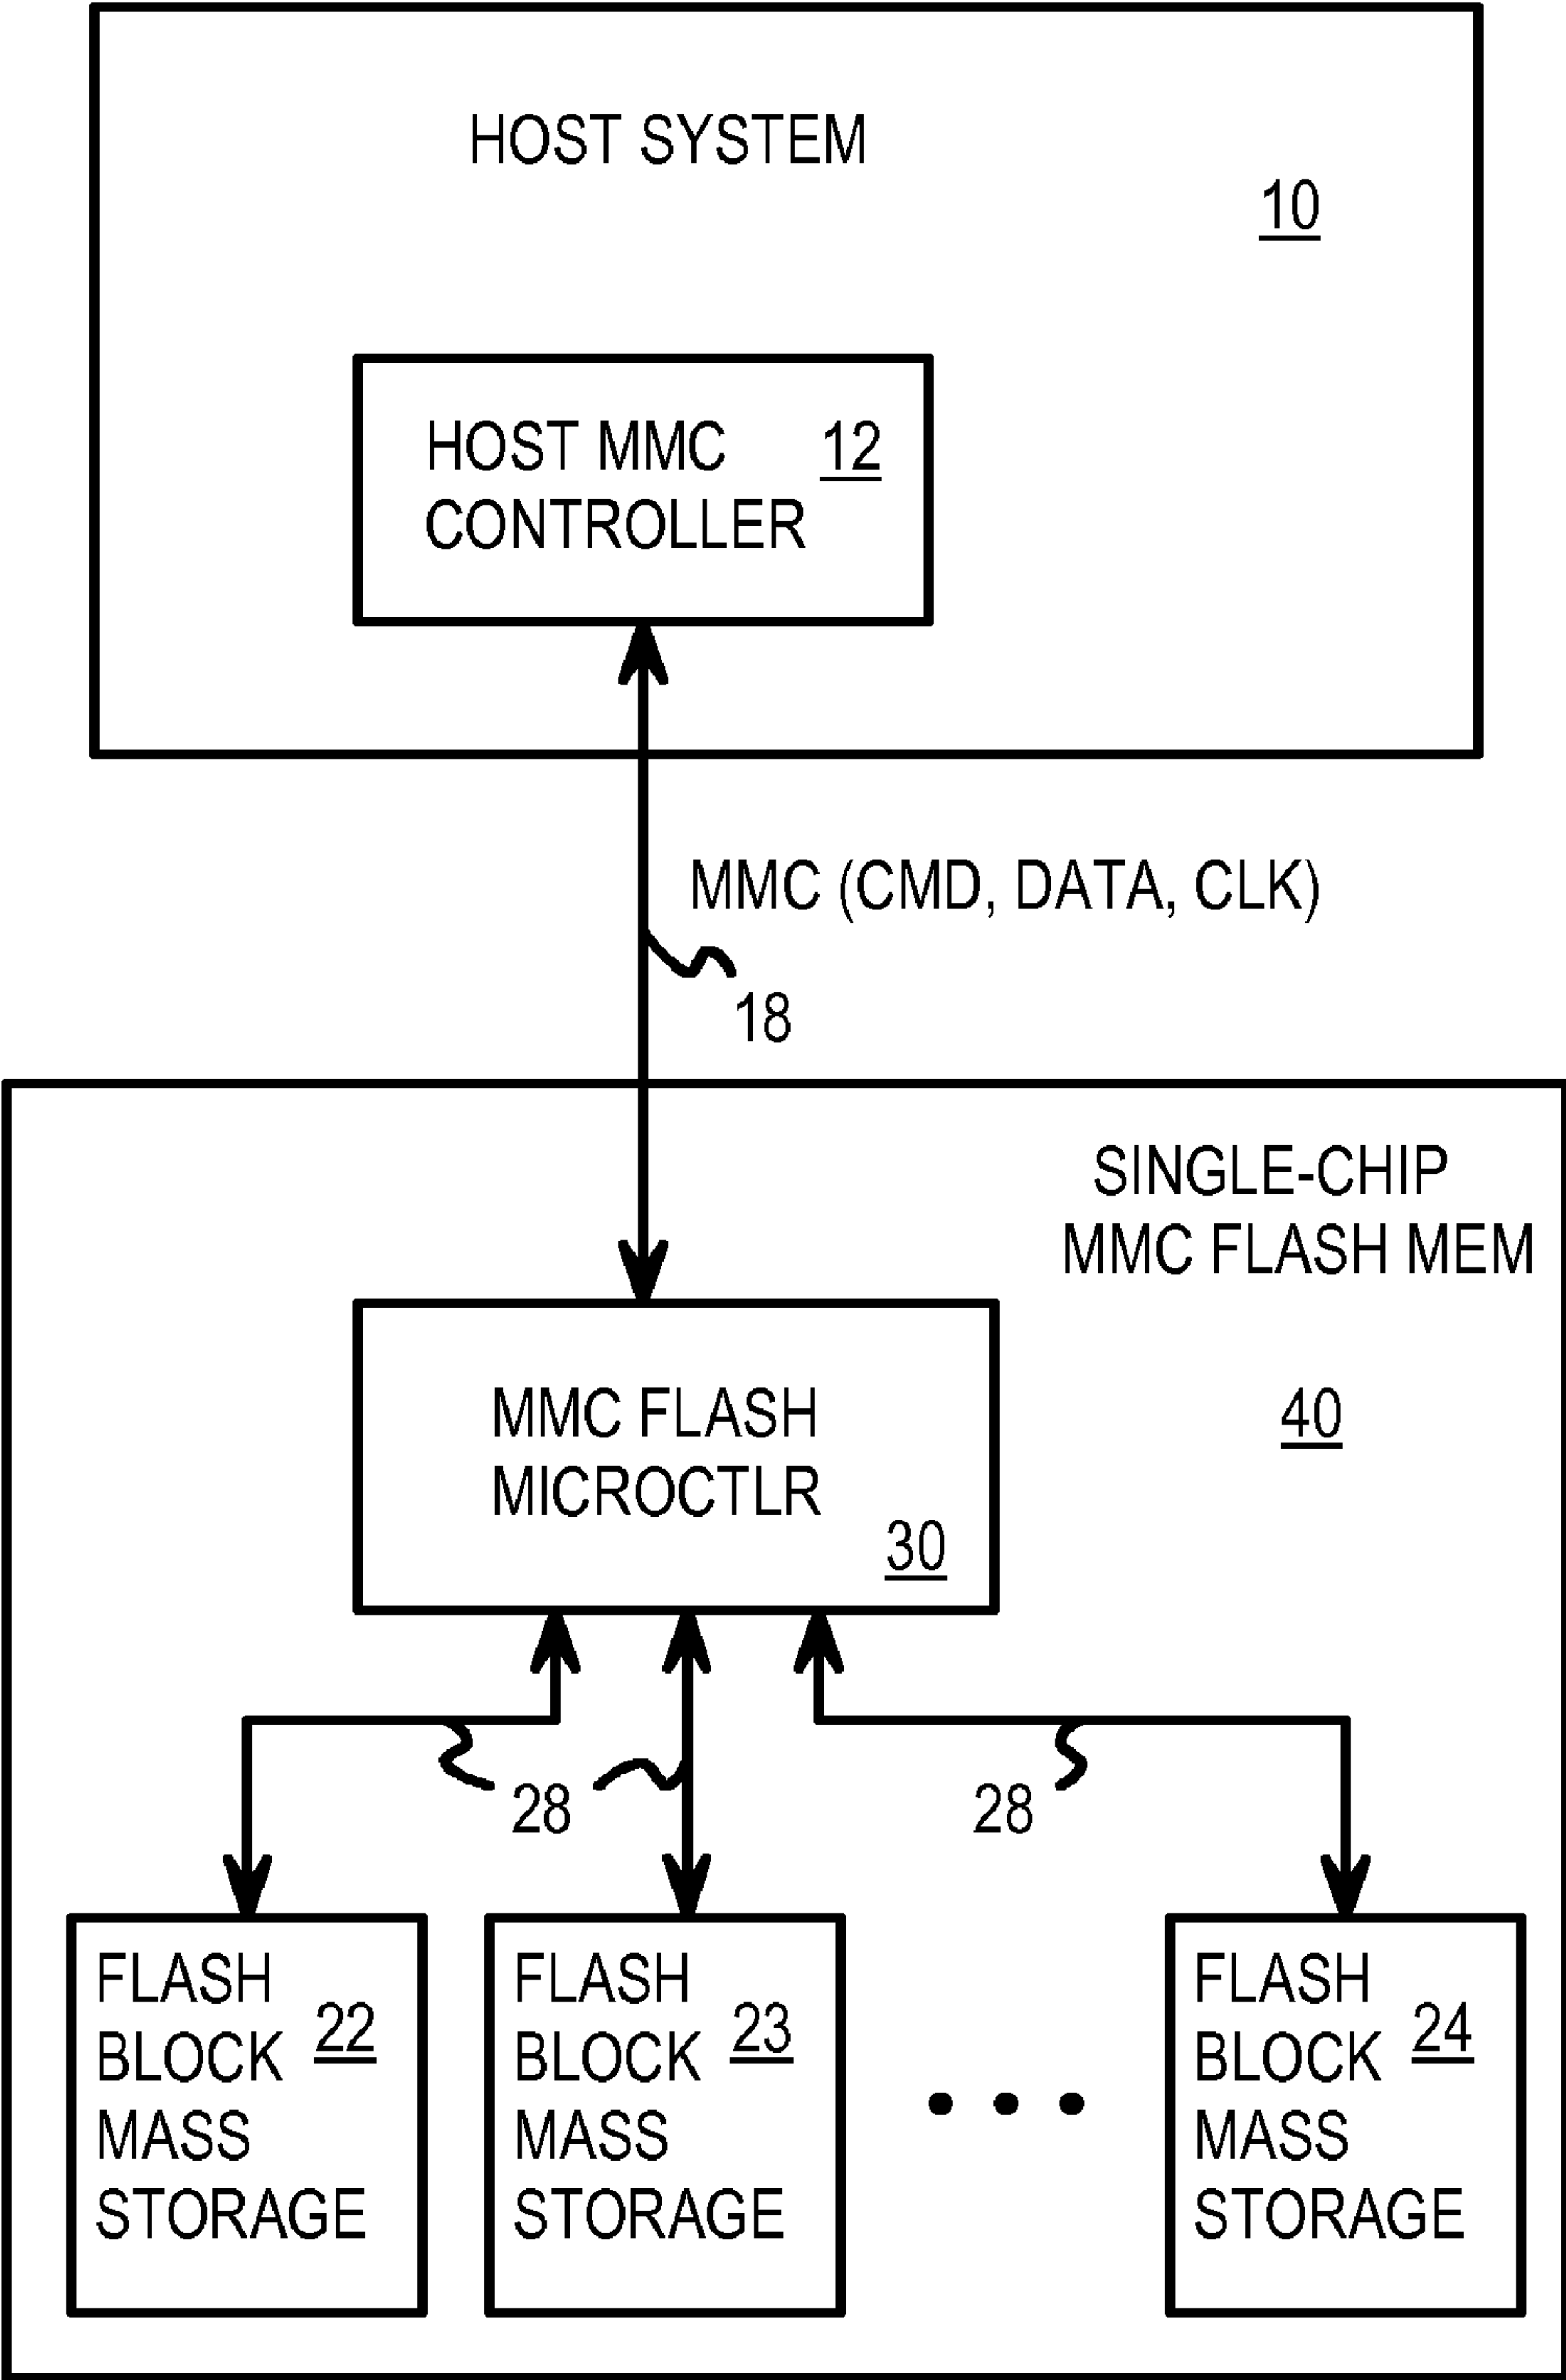 HOST SYSTEM
10
HOST MMC
12
CONTROLLER
MMC (CMD, DATA, CLK)
18
SINGLE-CHIP
MMC FLASH MEM
MMC FLASH
40
MICROCTLR
30
28
28
FLASH
BLOCK
MASS
STORAGE
22
FLASH
BLOCK
MASS
STORAGE
23
FLASH
BLOCK
MASS
STORAGE
24